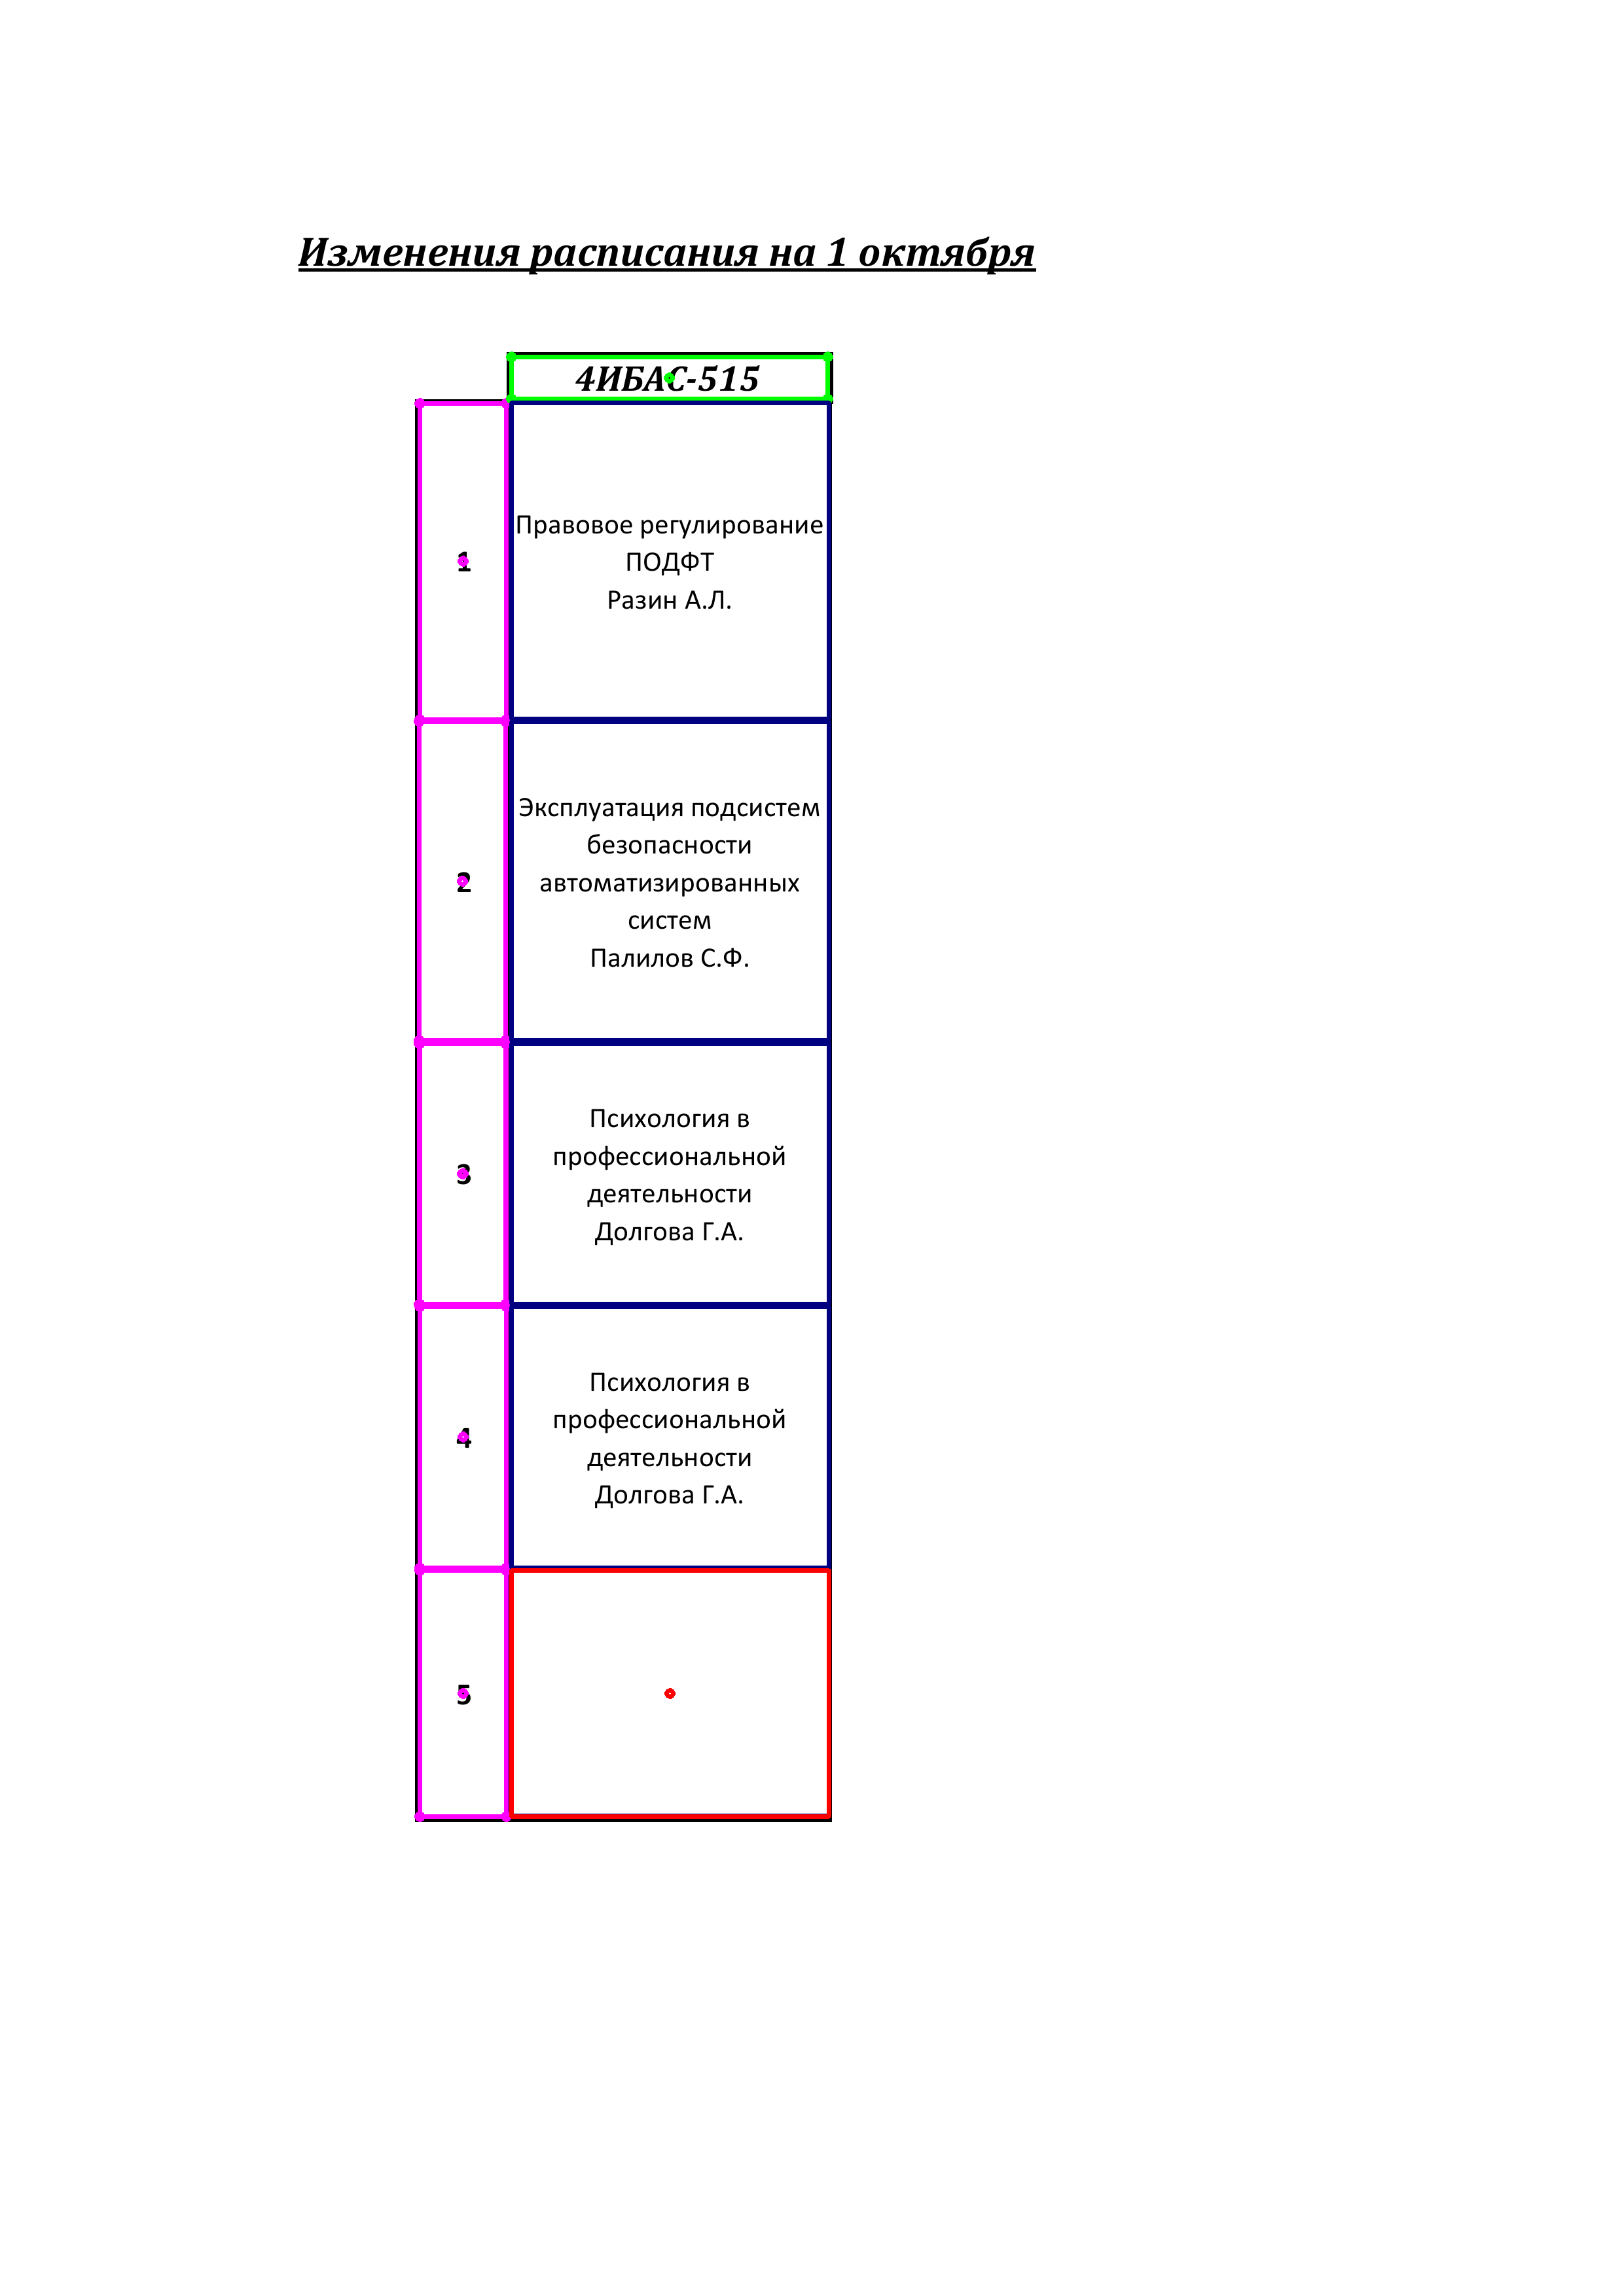 Изменения расписания на 1 октября
4ИБАС-515
1
Правовое регулирование
ПОДФТ
Разин А.Л.
2
Эксплуатация подсистем
безопасности
автоматизированных
систем
Палилов С.Ф.
3
Психология в
профессиональной
деятельности
Долгова Г.А.
4
Психология в
профессиональной
деятельности
Долгова Г.А.
5